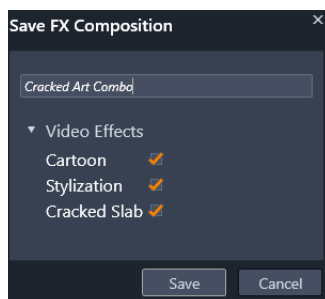 Save FX Composition
Cracked Art Combo
Video Effects
Cartoon
Stylization
Cracked Slab
Save Cancel